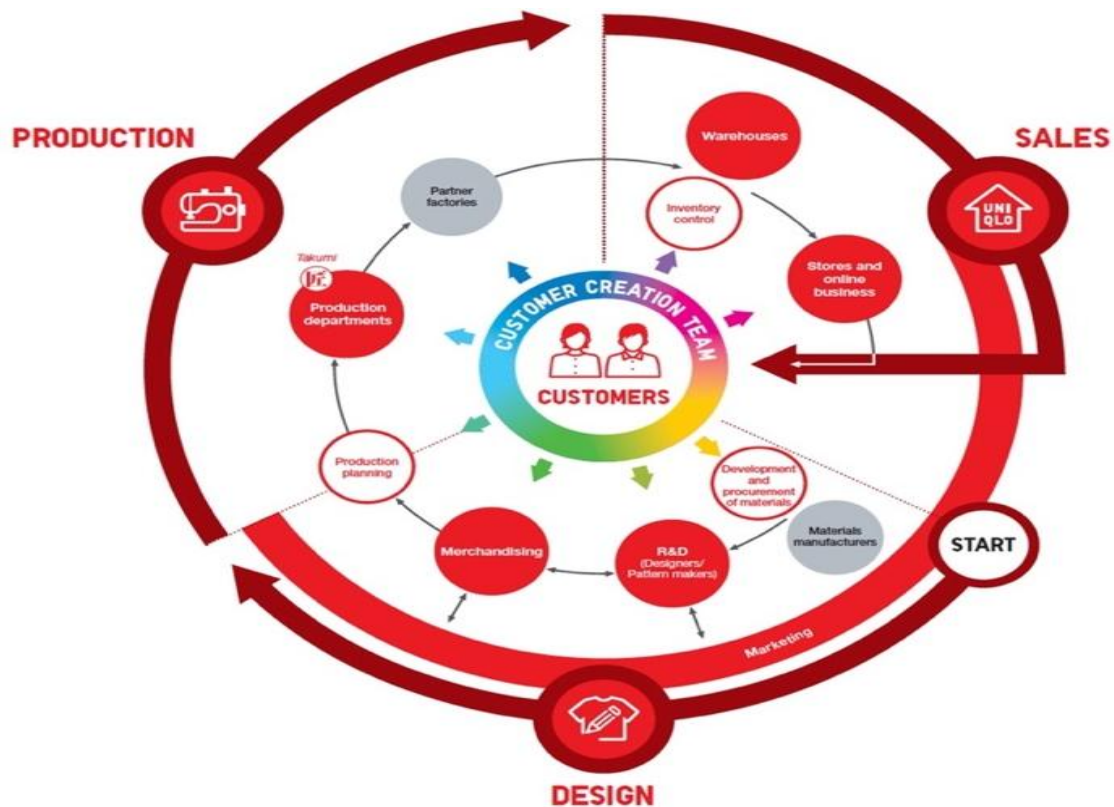 PRODUCTION
SALES
Warehouses
Partner
factories
Inventory
control
UNI
QLO
Takumi
Production
departments
Stores and
online
business
CUSTOMER CREATION TEAM
CUSTOMERS
Production
planning
Development
and
procurement
of materials
Merchandising
R&D
(Designers/
Pattern makers)
Materials
manufacturers
START
Marketing
DESIGN